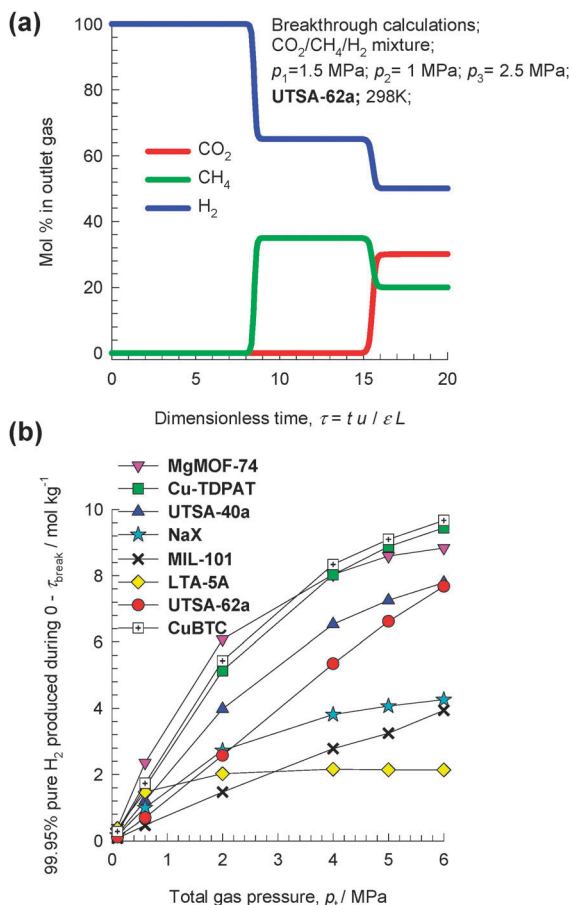 (a)
Breakthrough calculations;
CO₂/CH₄/H₂ mixture;
p₁=1.5 MPa; p₂= 1 MPa; p₃= 2.5 MPa;
UTSA-62a; 298K;
Mol % in outlet gas
100
80
60
40
20
0
CO₂
CH₄
H₂
0 5 10 15 20
Dimensionless time, τ = t u / ε L
(b)
MgMOF-74
Cu-TDPAT
UTSA-40a
NaX
MIL-101
LTA-5A
UTSA-62a
CuBTC
99.95% pure H₂ produced during 0 - τbreak / mol kg⁻¹
10
8
6
4
2
0
0 1 2 3 4 5 6
Total gas pressure, pₜ / MPa